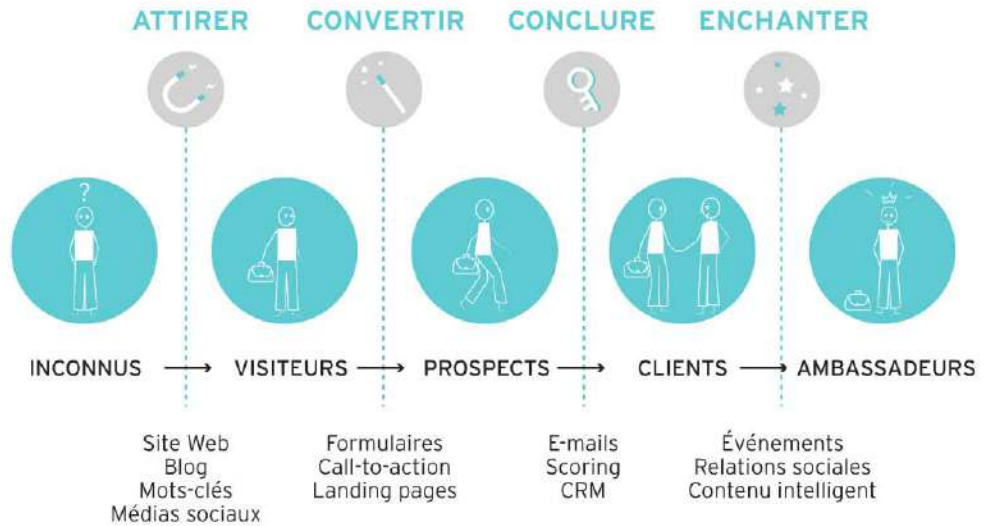 ATTIRER CONVERTIR CONCLURE ENCHANTER
?
INCONNUS → VISITEURS → PROSPECTS → CLIENTS → AMBASSADEURS
Site Web
Blog
Mots-clés
Médias sociaux
Formulaires
Call-to-action
Landing pages
E-mails
Scoring
CRM
Événements
Relations sociales
Contenu intelligent